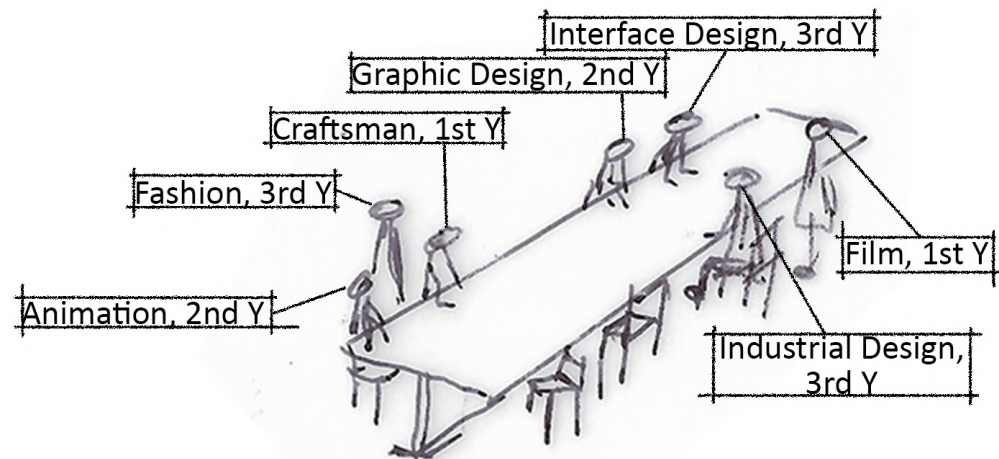 Interface Design, 3rd Y
Graphic Design, 2nd Y
Craftsman, 1st Y
Fashion, 3rd Y
Film, 1st Y
Animation, 2nd Y
Industrial Design,
3rd Y